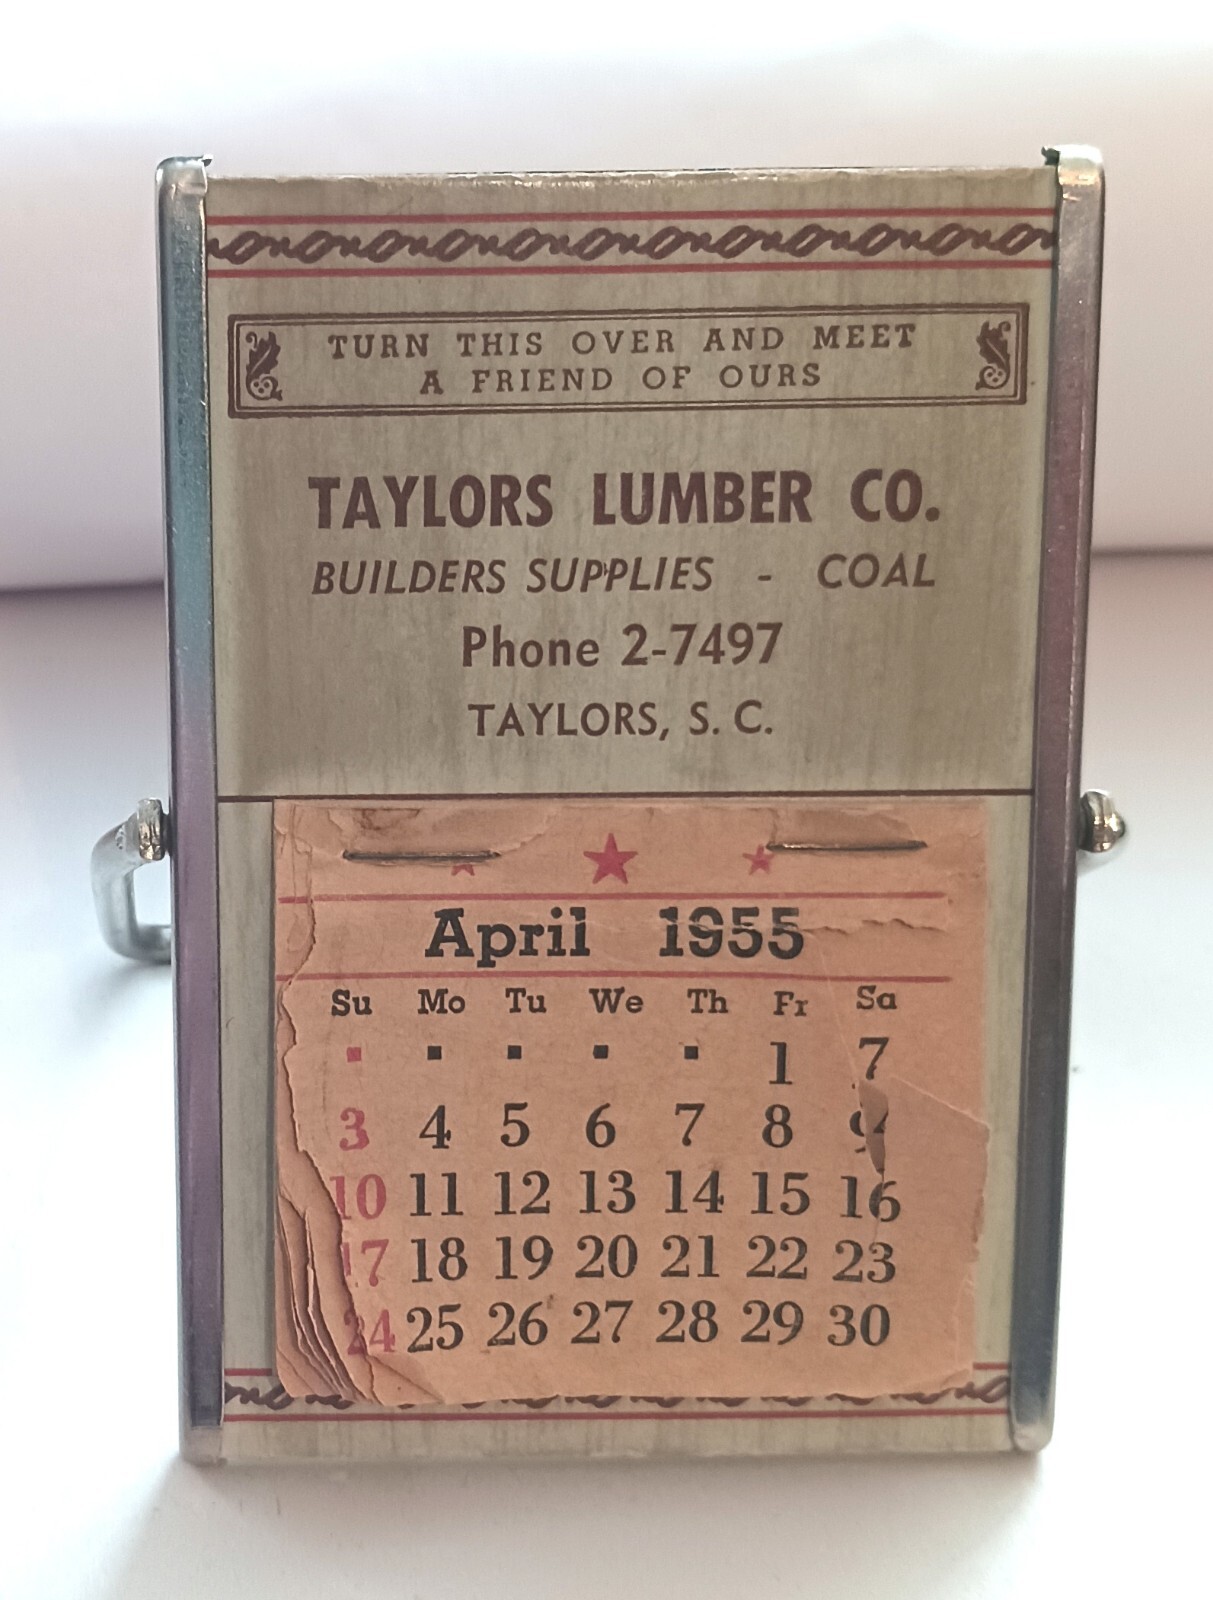 TURN THIS OVER AND MEET
A FRIEND OF OURS
TAYLORS LUMBER CO.
BUILDERS SUPPLIES - COAL
Phone 2-7497
TAYLORS, S. C.
April 1955
Su Mo Tu We Th Fr Sa
1 7
3 4 5 6 7 8
10 11 12 13 14 15 16
17 18 19 20 21 22 23
24 25 26 27 28 29 30